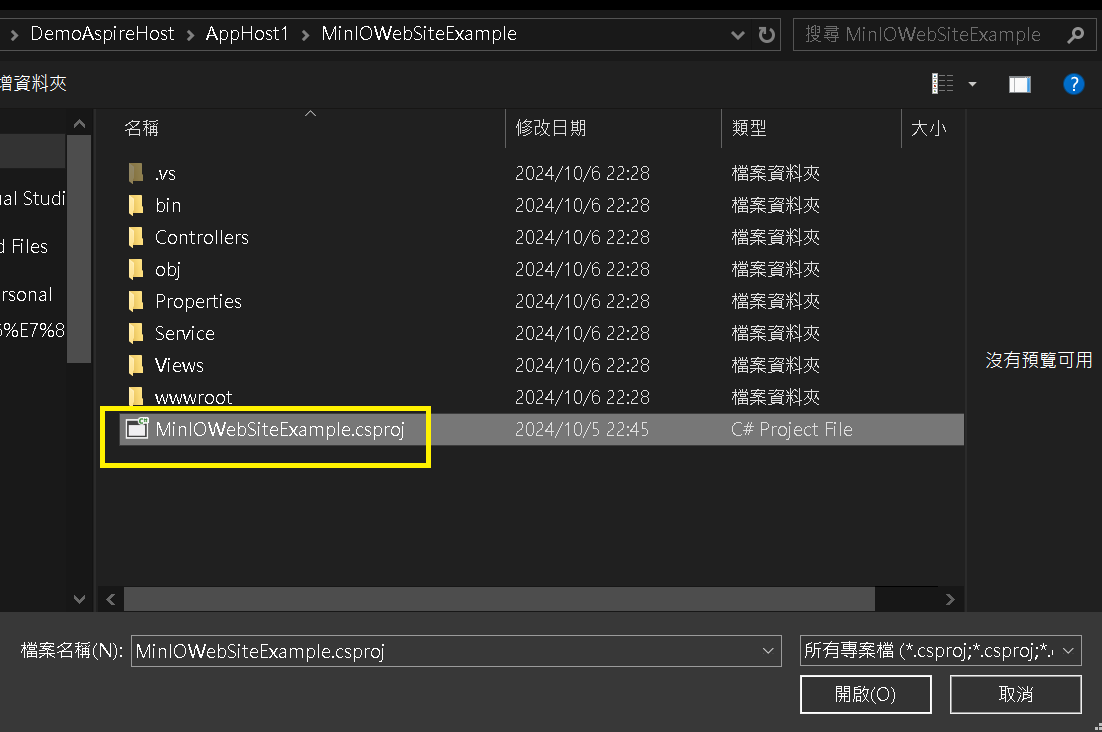 DemoAspireHost > AppHost1 > MinIOWebSiteExample
搜尋 MinIOWebSiteExample
增資料夾
名稱 修改日期 類型 大小
.vs 2024/10/6 22:28 檔案資料夾
bin 2024/10/6 22:28 檔案資料夾
Controllers 2024/10/6 22:28 檔案資料夾
obj 2024/10/6 22:28 檔案資料夾
Properties 2024/10/6 22:28 檔案資料夾
Service 2024/10/6 22:28 檔案資料夾
Views 2024/10/6 22:28 檔案資料夾
wwwroot 2024/10/6 22:28 檔案資料夾
MinIOWebSiteExample.csproj 2024/10/5 22:45 C# Project File
ual Studi
d Files
rsonal
%E7%8
沒有預覽可用
檔案名稱(N): MinIOWebSiteExample.csproj
所有專案檔 (*.csproj;*.csproj;*.
開啟(O) 取消